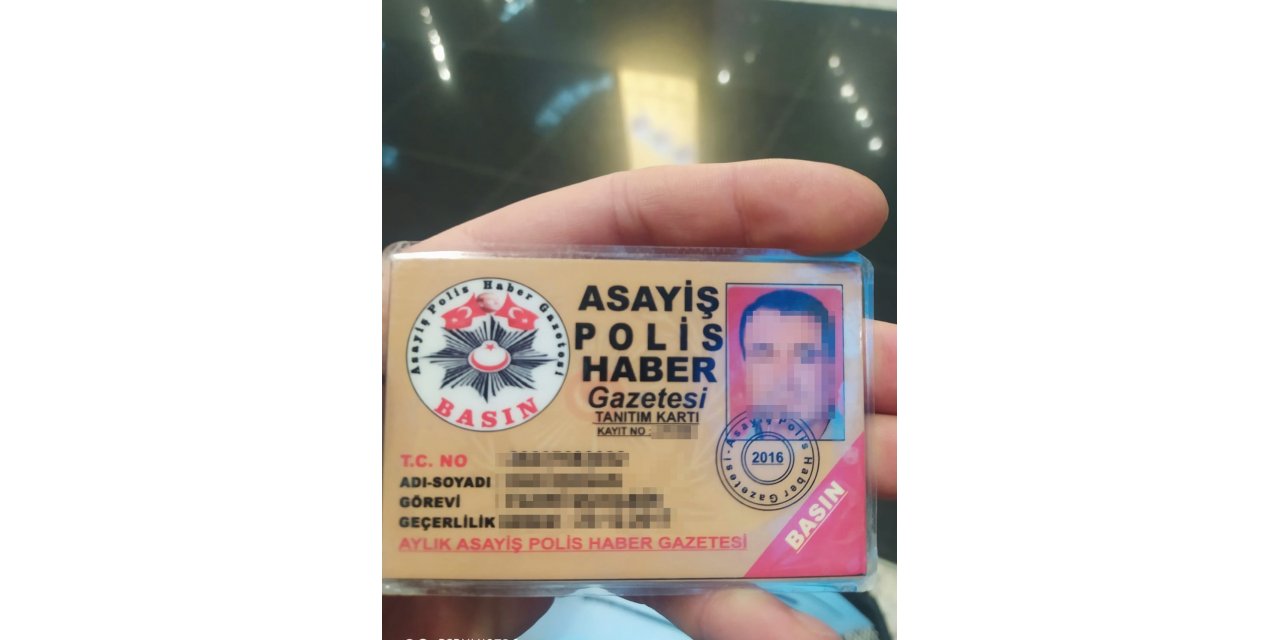 Asayiş Polis Haber Gazetesi
BASIN
ASAYİŞ
POLİS
HABER
Gazetesi
TANITIM KARTI
KAYIT NO :
T.C. NO
ADI-SOYADI
GÖREVİ
GEÇERLİLİK
AYLIK ASAYİŞ POLİS HABER GAZETESİ
Asayiş Polis Haber Gazetesi
2016
BASIN